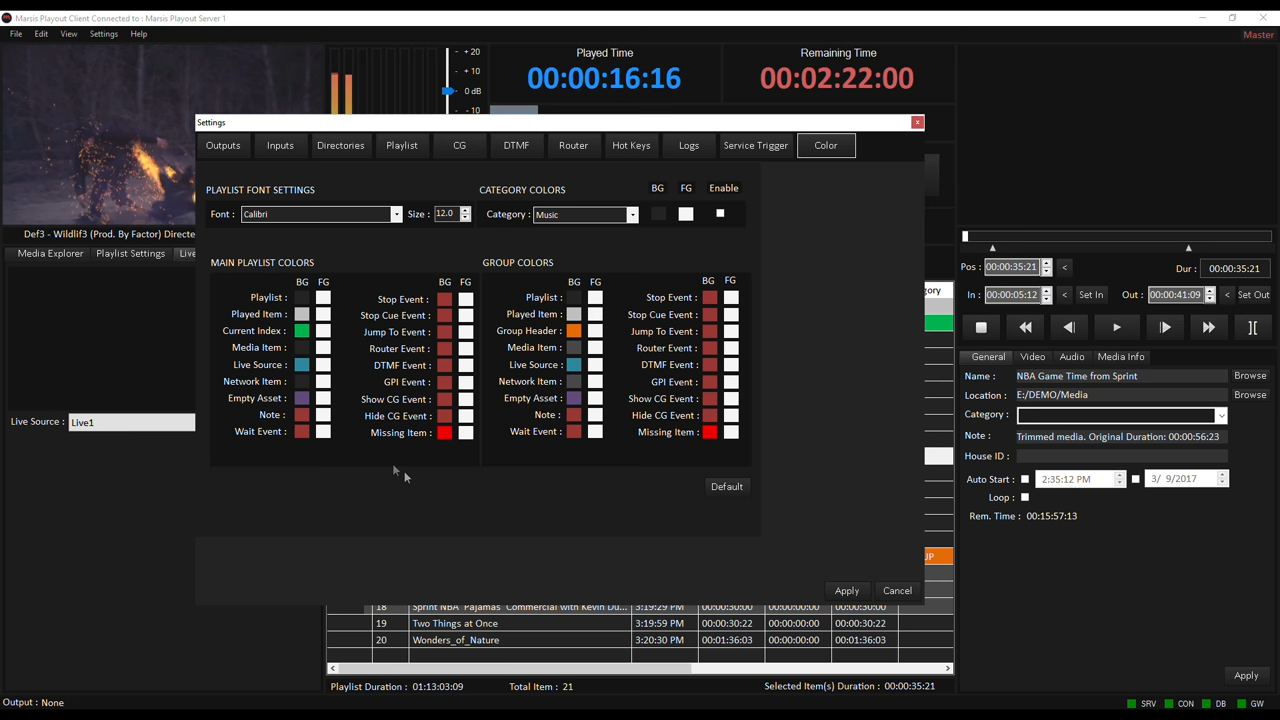 Marsis Playout Client Connected to : Marsis Playout Server 1
File Edit View Settings Help
Master
Played Time
00:00:16:16
Remaining Time
00:02:22:00
+ 20
+ 10
0 dB
- 10
Def3 - Wildlif3 (Prod. By Factor) Directe
Media Explorer Playlist Settings Live
Live Source : Live1
Settings
Outputs Inputs Directories Playlist CG DTMF Router Hot Keys Logs Service Trigger Color
PLAYLIST FONT SETTINGS
Font : Calibri Size : 12.0
CATEGORY COLORS BG FG Enable
Category : Music
MAIN PLAYLIST COLORS
BG FG
Playlist :
Played Item :
Current Index :
Media Item :
Live Source :
Network Item :
Empty Asset :
Note :
Wait Event :
BG FG
Stop Event :
Stop Cue Event :
Jump To Event :
Router Event :
DTMF Event :
GPI Event :
Show CG Event :
Hide CG Event :
Missing Item :
GROUP COLORS
BG FG
Playlist :
Played Item :
Group Header :
Media Item :
Live Source :
Network Item :
Empty Asset :
Note :
Wait Event :
BG FG
Stop Event :
Stop Cue Event :
Jump To Event :
Router Event :
DTMF Event :
GPI Event :
Show CG Event :
Hide CG Event :
Missing Item :
Default
Apply Cancel
gory
UP
18 Sprint NBA "Pajamas" Commercial with Kevin Du... 3:19:29 PM 00:00:30:00 00:00:00:00 00:00:30:00
19 Two Things at Once 3:19:59 PM 00:00:30:22 00:00:00:00 00:00:30:22
20 Wonders_of_Nature 3:20:30 PM 00:01:36:03 00:00:00:00 00:01:36:03
Playlist Duration : 01:13:03:09 Total Item : 21 Selected Item(s) Duration : 00:00:35:21
Pos : 00:00:35:21 < Dur : 00:00:35:21
In : 00:00:05:12 < Set In Out : 00:00:41:09 < Set Out
General Video Audio Media Info
Name : NBA Game Time from Sprint Browse
Location : E:/DEMO/Media Browse
Category :
Note : Trimmed media. Original Duration: 00:00:56:23
House ID :
Auto Start : 2:35:12 PM 3/ 9/2017
Loop :
Rem. Time : 00:15:57:13
Apply
Output : None
SRV CON DB GW